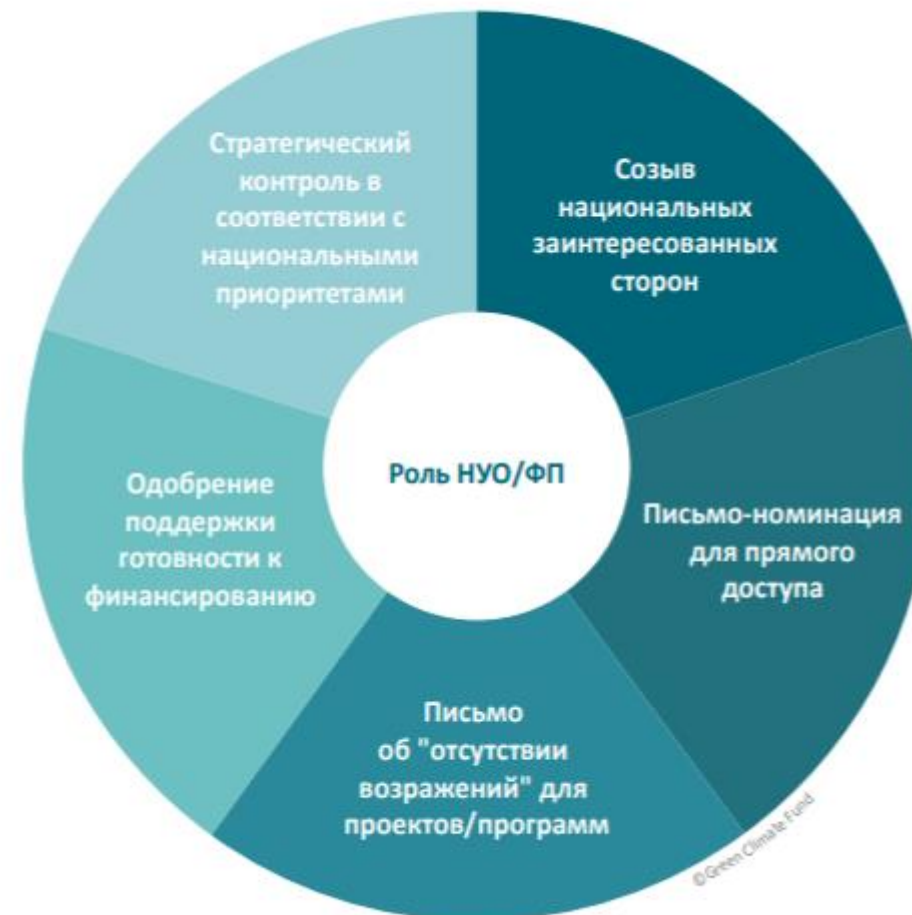 Стратегический
контроль в
соответствии с
национальными
приоритетами
Созыв
национальных
заинтересованных
сторон
Роль НУО/ФП
Одобрение
поддержки
готовности к
финансированию
Письмо-номинация
для прямого
доступа
Письмо
об "отсутствии
возражений" для
проектов/программ
©Green Climate Fund